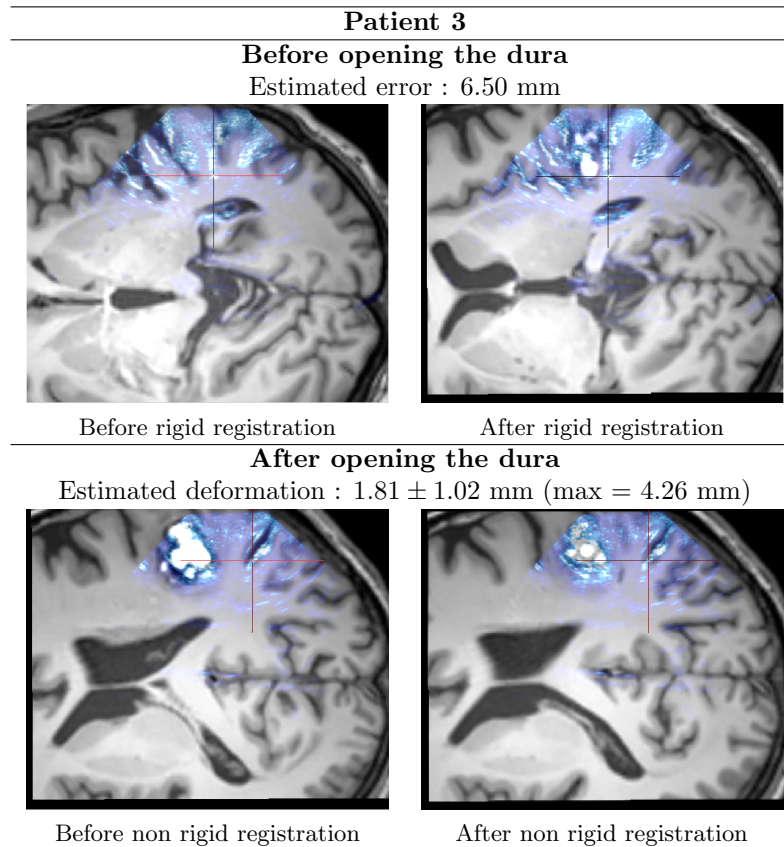 Patient 3
Before opening the dura
Estimated error : 6.50 mm
Before rigid registration
After rigid registration
After opening the dura
Estimated deformation : 1.81 ± 1.02 mm (max = 4.26 mm)
Before non rigid registration
After non rigid registration